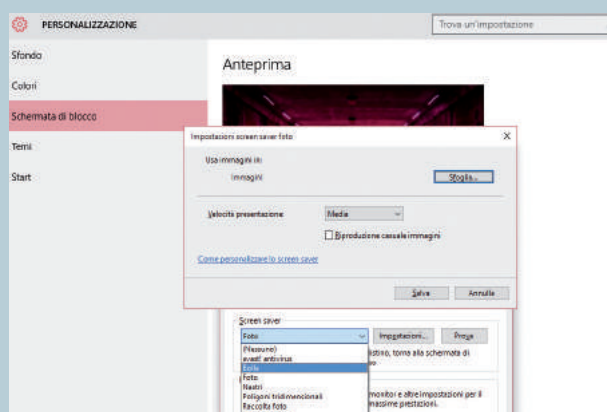 PERSONALIZZAZIONE
Trova un'impostazione
Sfondo
Colori
Schermata di blocco
Temi
Start
Anteprima
Impostazioni screen saver foto
X
Usa immagini in:
Immagini
Sfoglia...
Velocità presentazione
Media
Riproduzione casuale immagini
Come personalizzare lo screen saver
Salva
Annulla
Screen saver
Foto
Impostazioni...
Prova
(Nessuno)
avast! antivirus
Bolle
Foto
Nastri
Poligoni tridimensionali
Raccolta foto
istino, torna alla schermata di
monitor e altre impostazioni per il
massime prestazioni.